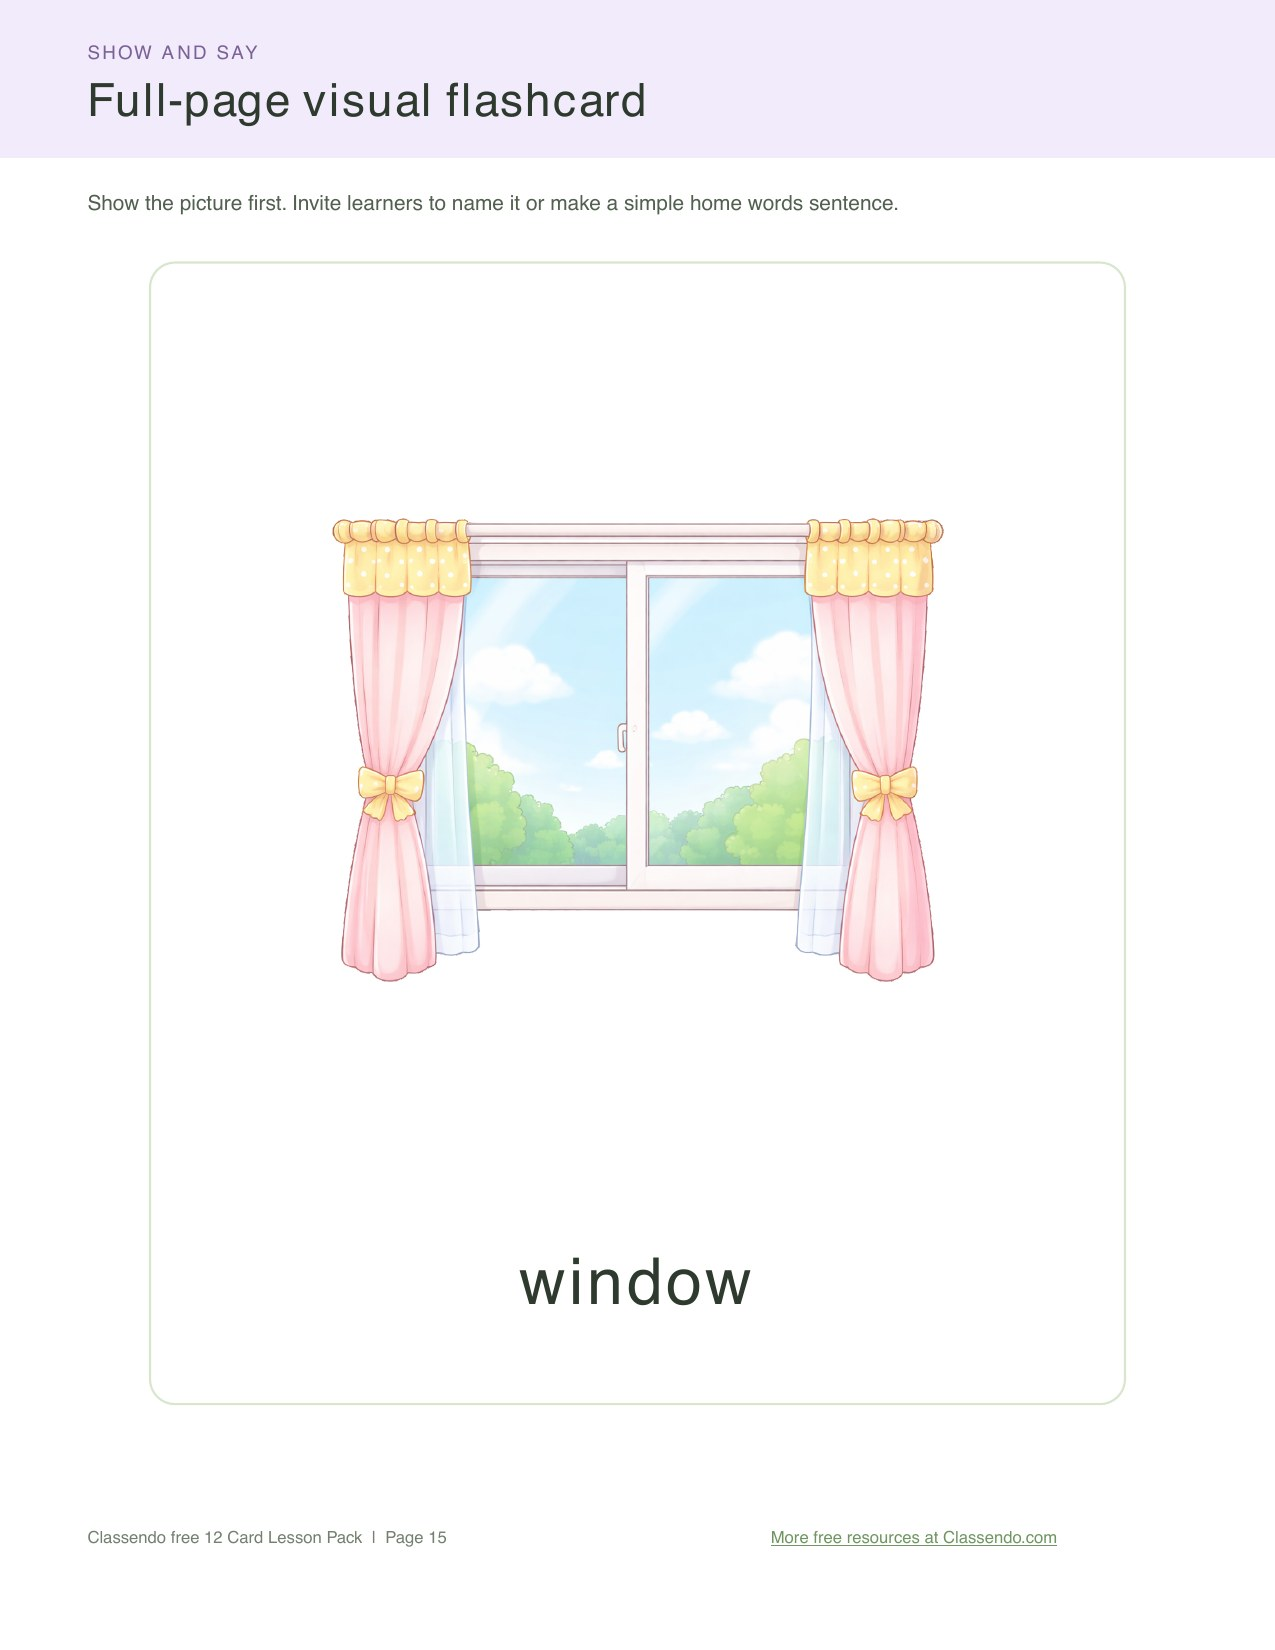 SHOW AND SAY
Full-page visual flashcard
Show the picture first. Invite learners to name it or make a simple home words sentence.
window
Classendo free 12 Card Lesson Pack | Page 15
More free resources at Classendo.com